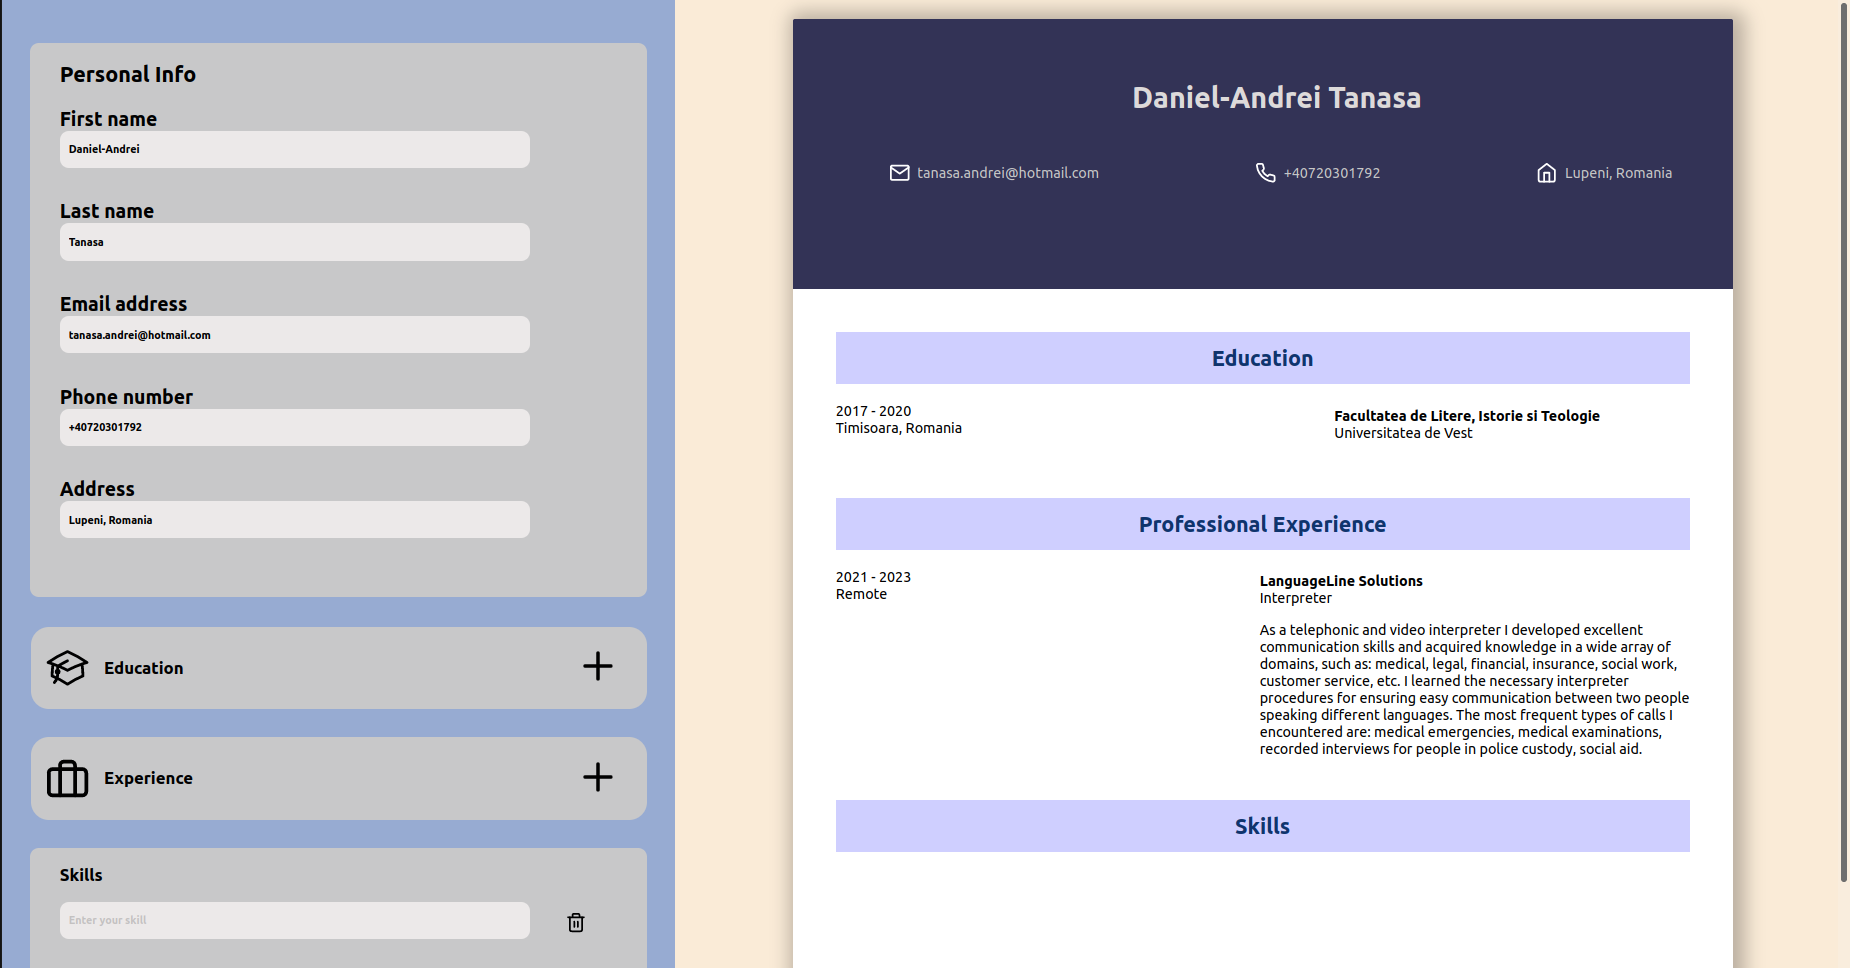 Personal Info
First name
Daniel-Andrei
Last name
Tanasa
Email address
tanasa.andrei@hotmail.com
Phone number
+40720301792
Address
Lupeni, Romania
Education
Experience
Skills
Enter your skill
Daniel-Andrei Tanasa
tanasa.andrei@hotmail.com
+40720301792
Lupeni, Romania
Education
2017 - 2020
Timisoara, Romania
Facultatea de Litere, Istorie si Teologie
Universitatea de Vest
Professional Experience
2021 - 2023
Remote
LanguageLine Solutions
Interpreter
As a telephonic and video interpreter I developed excellent
communication skills and acquired knowledge in a wide array of
domains, such as: medical, legal, financial, insurance, social work,
customer service, etc. I learned the necessary interpreter
procedures for ensuring easy communication between two people
speaking different languages. The most frequent types of calls I
encountered are: medical emergencies, medical examinations,
recorded interviews for people in police custody, social aid.
Skills